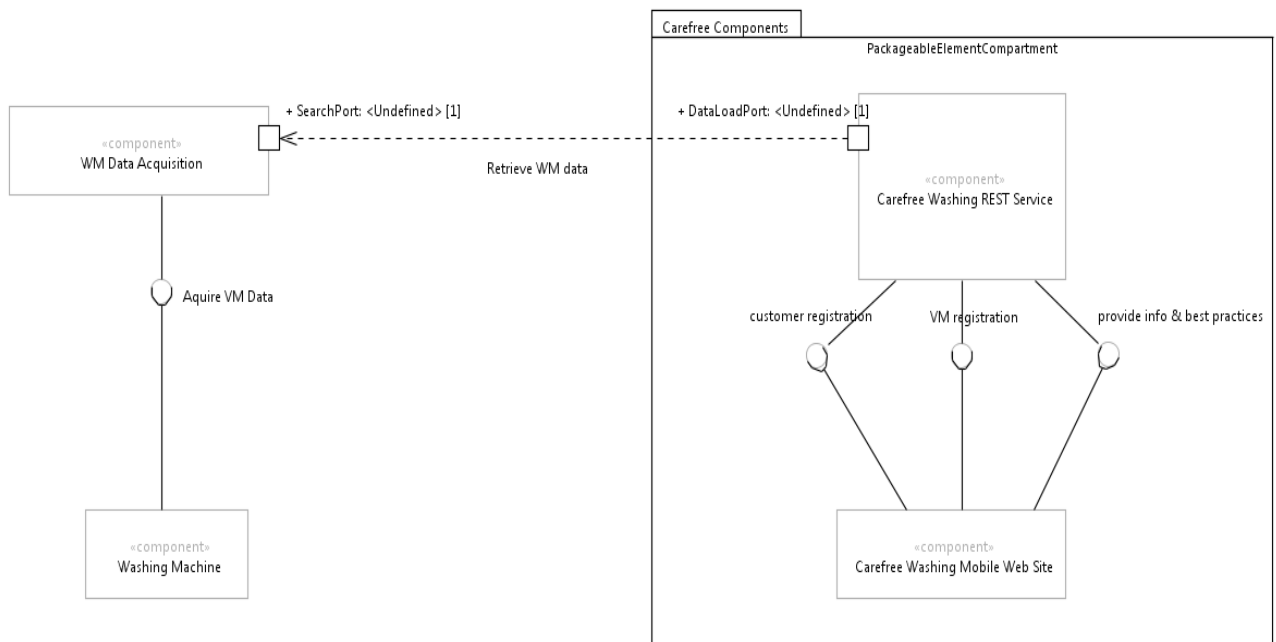 Carefree Components
PackageableElementCompartment
+ SearchPort: <Undefined> [1]
+ DataLoadPort: <Undefined> [1]
«component»
WM Data Acquisition
Retrieve WM data
«component»
Carefree Washing REST Service
Aquire VM Data
customer registration
VM registration
provide info & best practices
«component»
Washing Machine
«component»
Carefree Washing Mobile Web Site